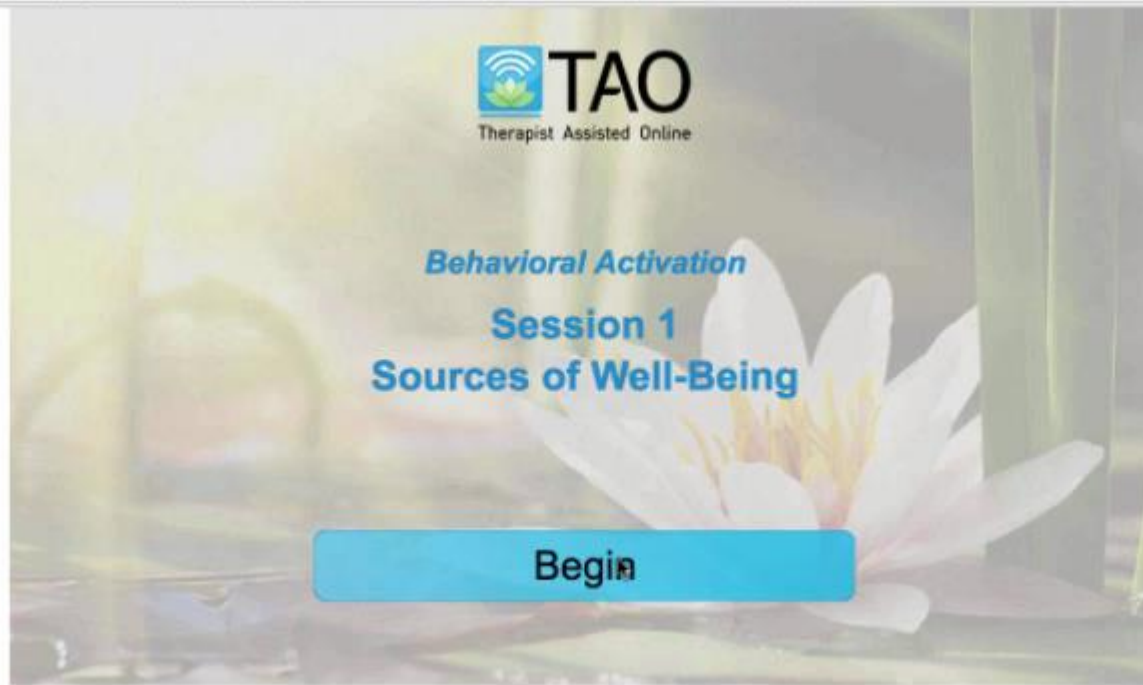 TAO
Therapist Assisted Online
Behavioral Activation
Session 1
Sources of Well-Being
Begin